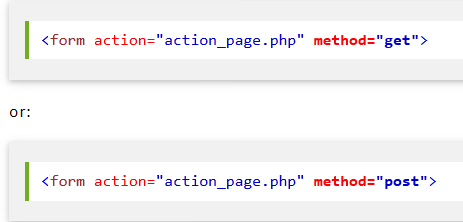 <form action="action_page.php" method="get">
or:
<form action="action_page.php" method="post">